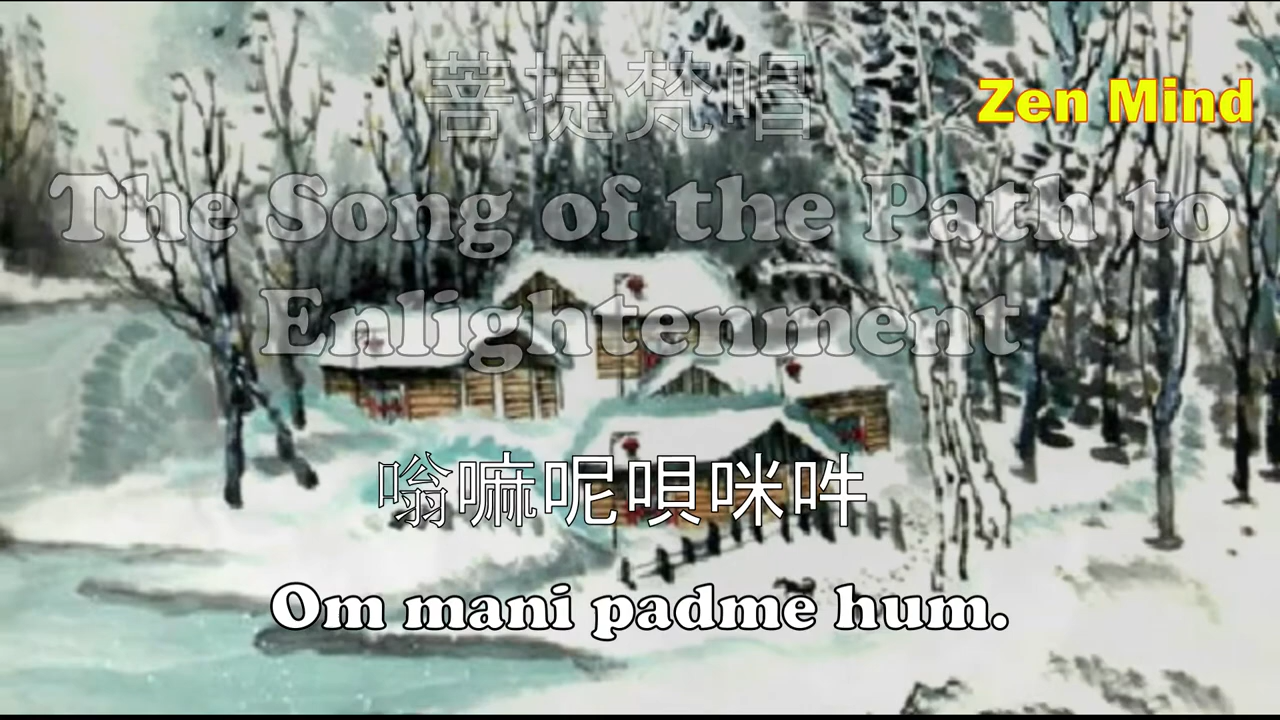 菩提梵唱
Zen Mind
The Song of the Path to
Enlightenment
嗡嘛呢唄咪吽
Om mani padme hum.